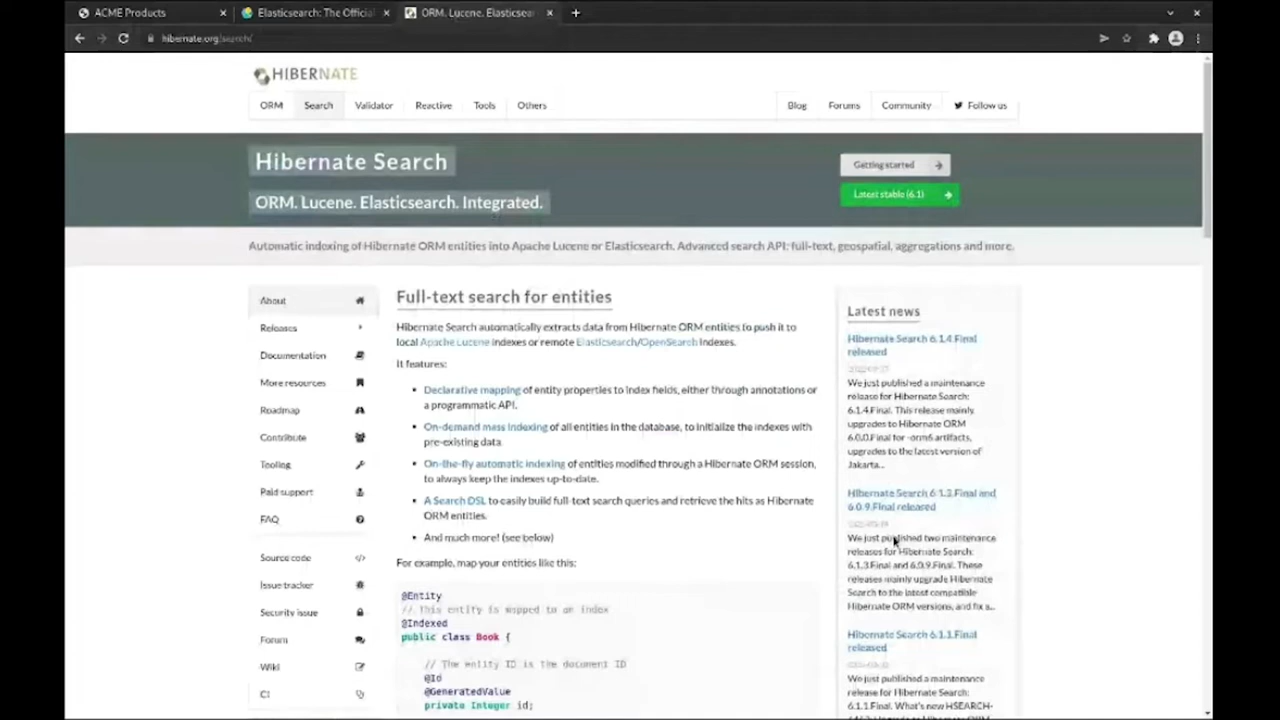 ACME Products
Elasticsearch: The Official
ORM. Lucene. Elasticsear
hibernate.org/search/
HIBERNATE
ORM
Search
Validator
Reactive
Tools
Others
Blog
Forums
Community
Follow us
Hibernate Search
ORM. Lucene. Elasticsearch. Integrated.
Getting started
Latest stable (6.1)
Automatic indexing of Hibernate ORM entities into Apache Lucene or Elasticsearch. Advanced search API: full-text, geospatial, aggregations and more.
About
Releases
Documentation
More resources
Roadmap
Contribute
Tooling
Paid support
FAQ
Source code
Issue tracker
Security issue
Forum
Wiki
CI
Full-text search for entities
Hibernate Search automatically extracts data from Hibernate ORM entities to push it to
local Apache Lucene indexes or remote Elasticsearch/OpenSearch indexes.
It features:
Declarative mapping of entity properties to index fields, either through annotations or
a programmatic API.
On-demand mass indexing of all entities in the database, to initialize the indexes with
pre-existing data.
On-the-fly automatic indexing of entities modified through a Hibernate ORM session,
to always keep the indexes up-to-date.
A Search DSL to easily build full-text search queries and retrieve the hits as Hibernate
ORM entities.
And much more! (see below)
For example, map your entities like this:
@Entity
// This entity is mapped to an index
@Indexed
public class Book {
// The entity ID is the document ID
@Id
@GeneratedValue
private Integer id;
Latest news
Hibernate Search 6.1.4.Final
released
We just published a maintenance
release for Hibernate Search:
6.1.4.Final. This release mainly
upgrades to Hibernate ORM
6.0.0.Final for -orm6 artifacts,
upgrades to the latest version of
Jakarta...
Hibernate Search 6.1.3.Final and
6.0.9.Final released
We just published two maintenance
releases for Hibernate Search:
6.1.3.Final and 6.0.9.Final. These
releases mainly upgrade Hibernate
Search to the latest compatible
Hibernate ORM versions, and fix a...
Hibernate Search 6.1.1.Final
released
We just published a maintenance
release for Hibernate Search:
6.1.1.Final. What's new HSEARCH-